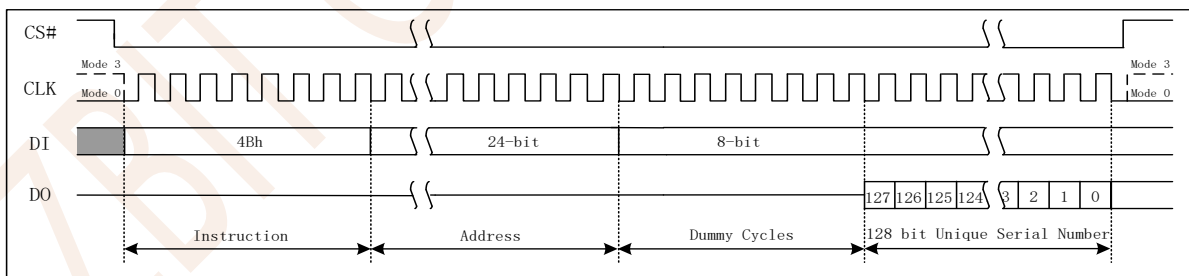 CS#
Mode 3
Mode 3
CLK
Mode 0
Mode 0
DI
4Bh
24-bit
8-bit
DO
127 126 125 124 3 2 1 0
Instruction
Address
Dummy Cycles
128 bit Unique Serial Number